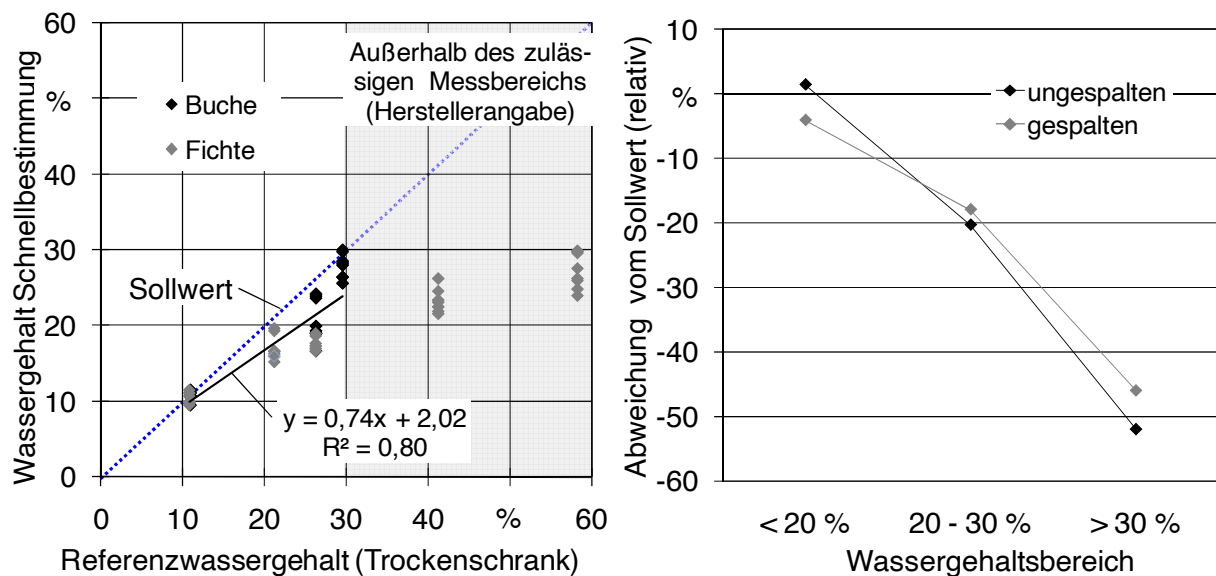 Wassergehalt Schnellbestimmung
60
%
40
30
20
10
0
Buche
Fichte
Außerhalb des zuläs-
sigen Messbereichs
(Herstellerangabe)
Sollwert
y = 0,74x + 2,02
R² = 0,80
0 10 20 30 40 % 60
Referenzwassergehalt (Trockenschrank)
Abweichung vom Sollwert (relativ)
10
%
-10
-20
-30
-40
-50
-60
ungespalten
gespalten
< 20 % 20 - 30 % > 30 %
Wassergehaltsbereich